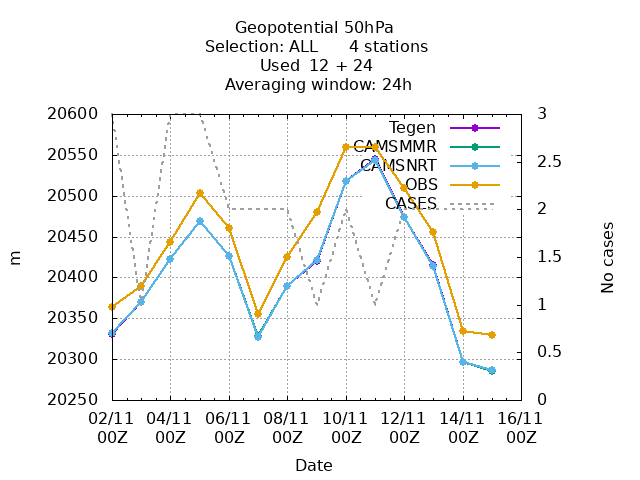 Geopotential 50hPa
Selection: ALL 4 stations
Used 12 + 24
Averaging window: 24h
20600
20550
20500
20450
20400
20350
20300
20250
m
3
2.5
2
1.5
1
0.5
0
No cases
Tegen
CAMSMMR
CAMSNRT
OBS
CASES
02/11 04/11 06/11 08/11 10/11 12/11 14/11 16/11
00Z 00Z 00Z 00Z 00Z 00Z 00Z 00Z
Date